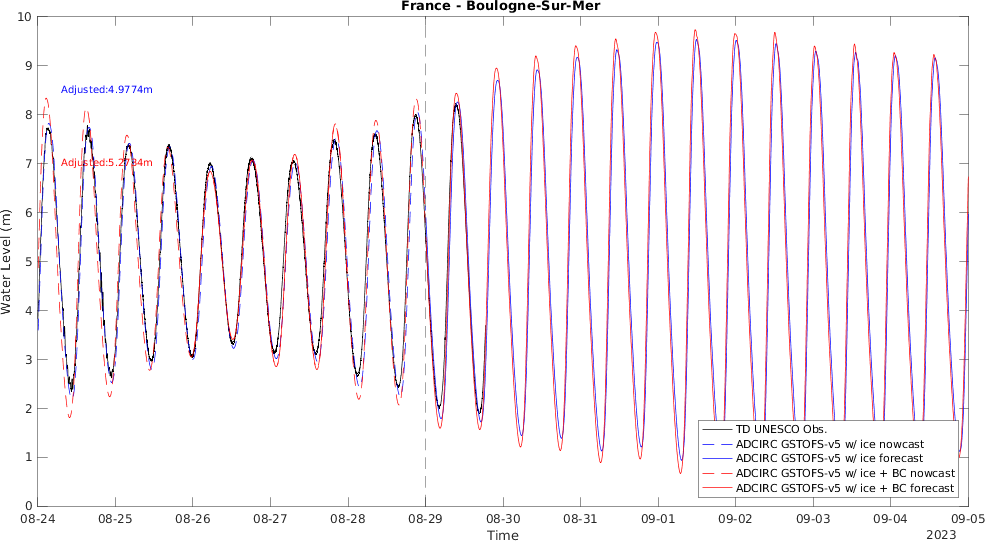 France - Boulogne-Sur-Mer
10
9
8
7
6
5
4
3
2
1
0
Water Level (m)
Adjusted:4.9774m
Adjusted:5.2784m
TD UNESCO Obs.
ADCIRC GSTOFS-v5 w/ ice nowcast
ADCIRC GSTOFS-v5 w/ ice forecast
ADCIRC GSTOFS-v5 w/ ice + BC nowcast
ADCIRC GSTOFS-v5 w/ ice + BC forecast
08-24 08-25 08-26 08-27 08-28 08-29 08-30 08-31 09-01 09-02 09-03 09-04 09-05
Time
2023